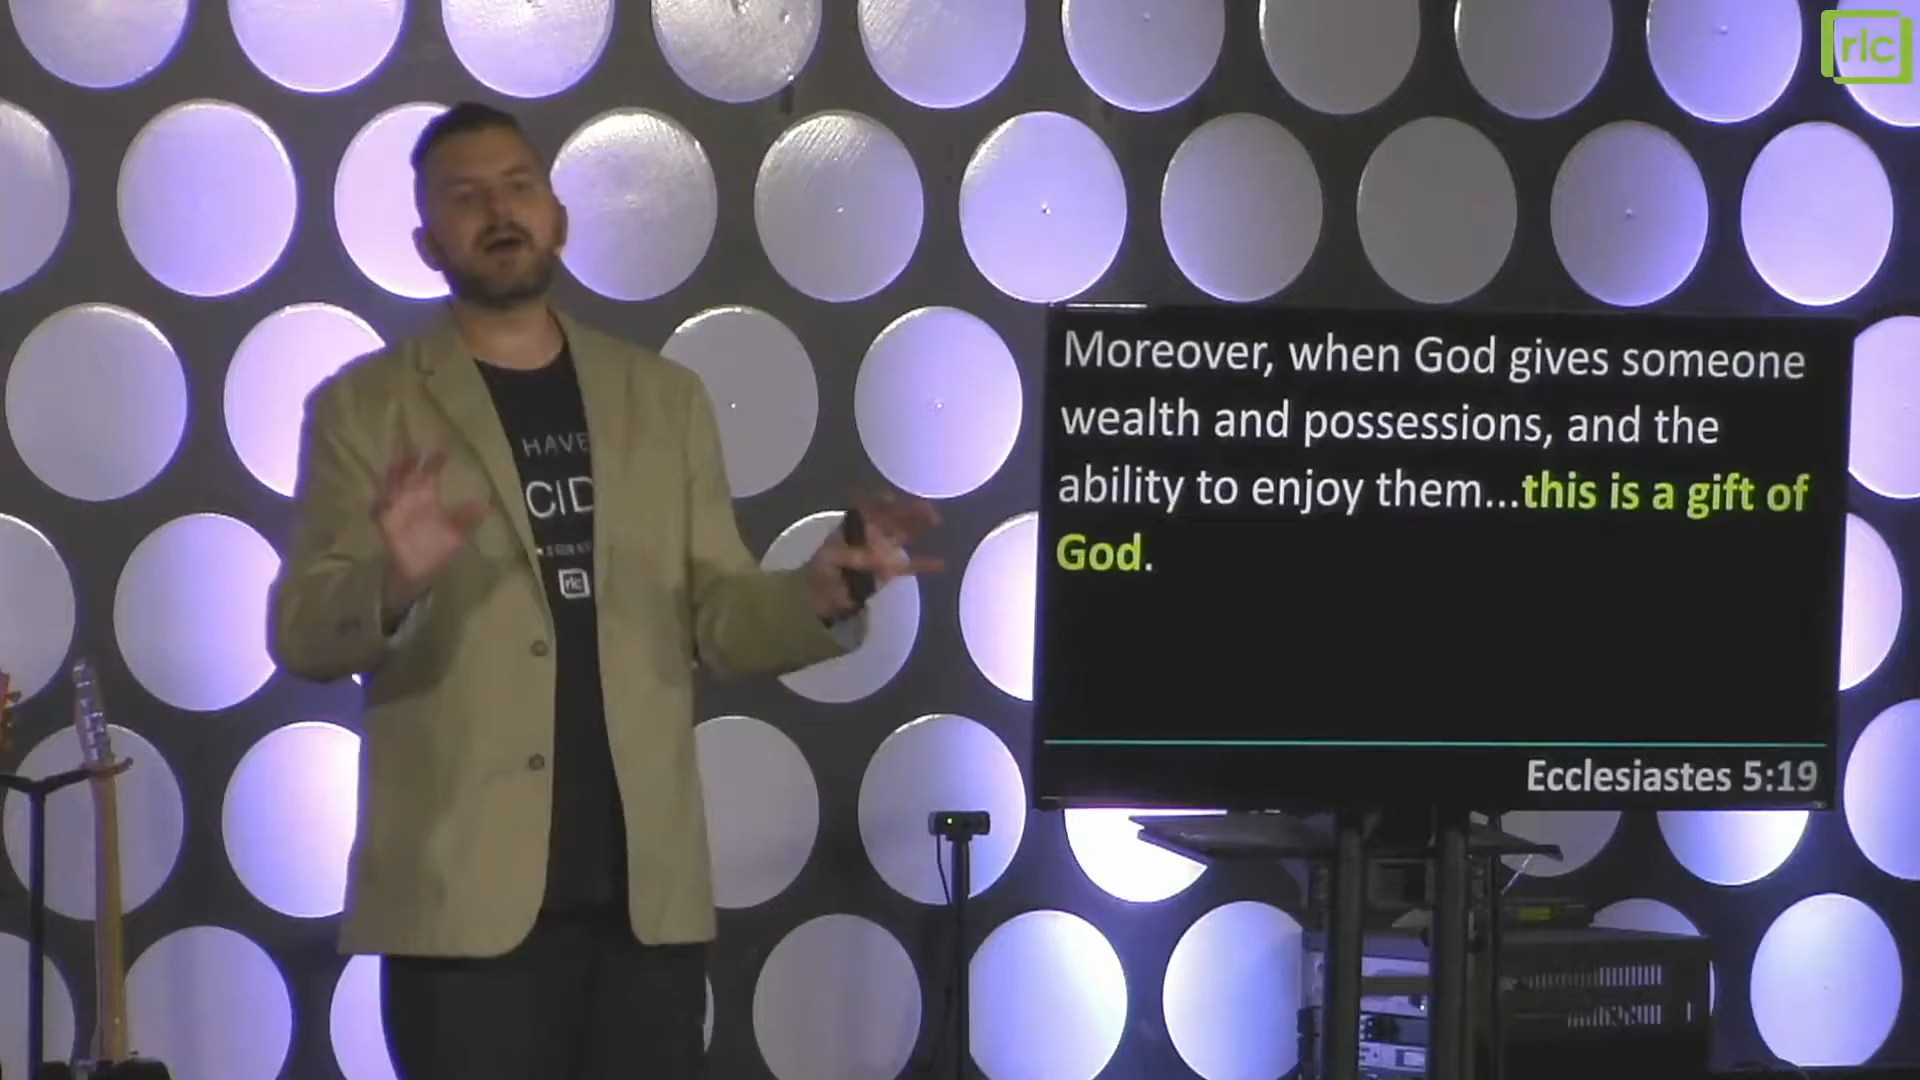 rlc
HAVE
CID
rlc
Moreover, when God gives someone
wealth and possessions, and the
ability to enjoy them...this is a gift of
God.
Ecclesiastes 5:19